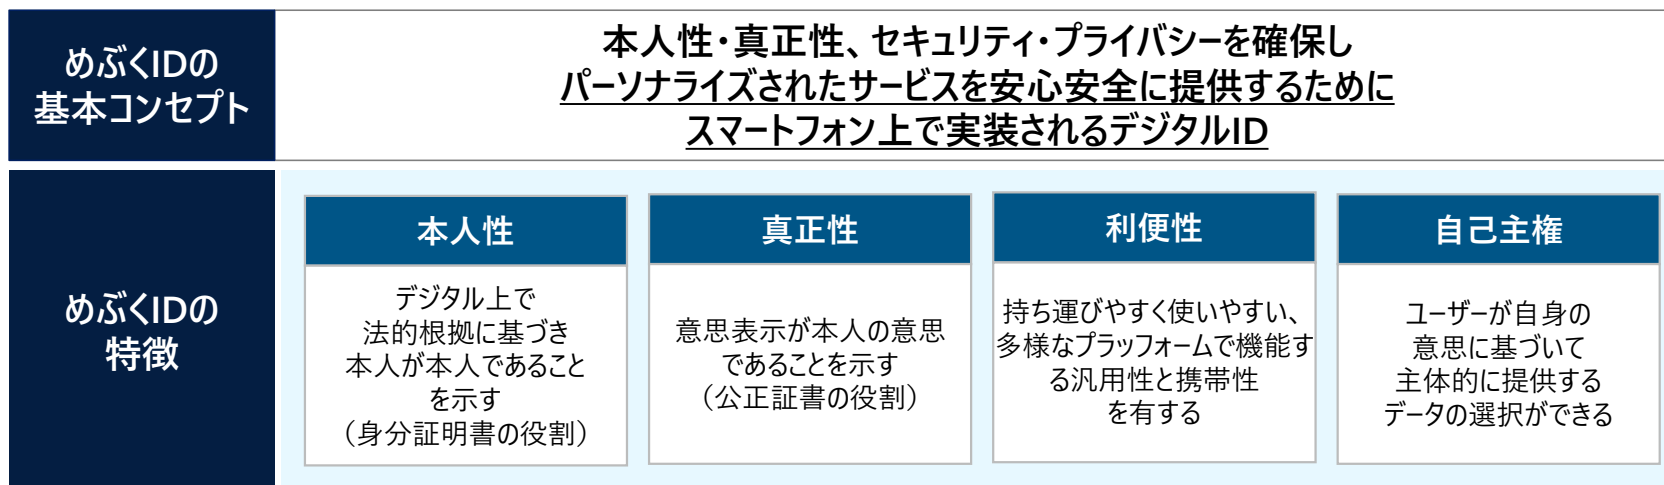 めぶくIDの
基本コンセプト
本人性・真正性、セキュリティ・プライバシーを確保し
パーソナライズされたサービスを安心安全に提供するために
スマートフォン上で実装されるデジタルID
めぶくIDの
特徴
本人性
デジタル上で
法的根拠に基づき
本人が本人であること
を示す
（身分証明書の役割）
真正性
意思表示が本人の意思
であることを示す
（公正証書の役割）
利便性
持ち運びやすく使いやすい、
多様なプラッフォームで機能す
る汎用性と携帯性
を有する
自己主権
ユーザーが自身の
意思に基づいて
主体的に提供する
データの選択ができる